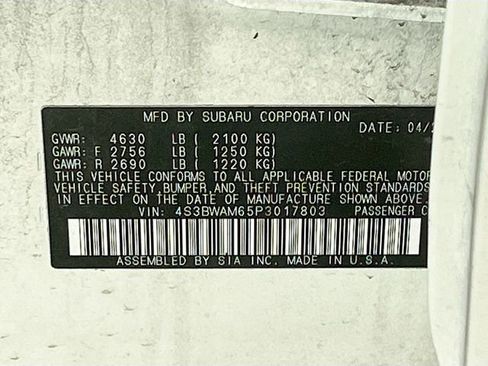 MFD BY SUBARU CORPORATION
DATE: 04/
GVWR: 4630 LB ( 2100 KG)
GAWR: F 2756 LB ( 1250 KG)
GAWR: R 2690 LB ( 1220 KG)
THIS VEHICLE CONFORMS TO ALL APPLICABLE FEDERAL MOTOR
VEHICLE SAFETY,BUMPER,AND THEFT PREVENTION STANDARDS
IN EFFECT ON THE DATE OF MANUFACTURE SHOWN ABOVE.
VIN: 4S3BWAM65P3017803 PASSENGER C
ASSEMBLED BY SIA INC. MADE IN U.S.A.